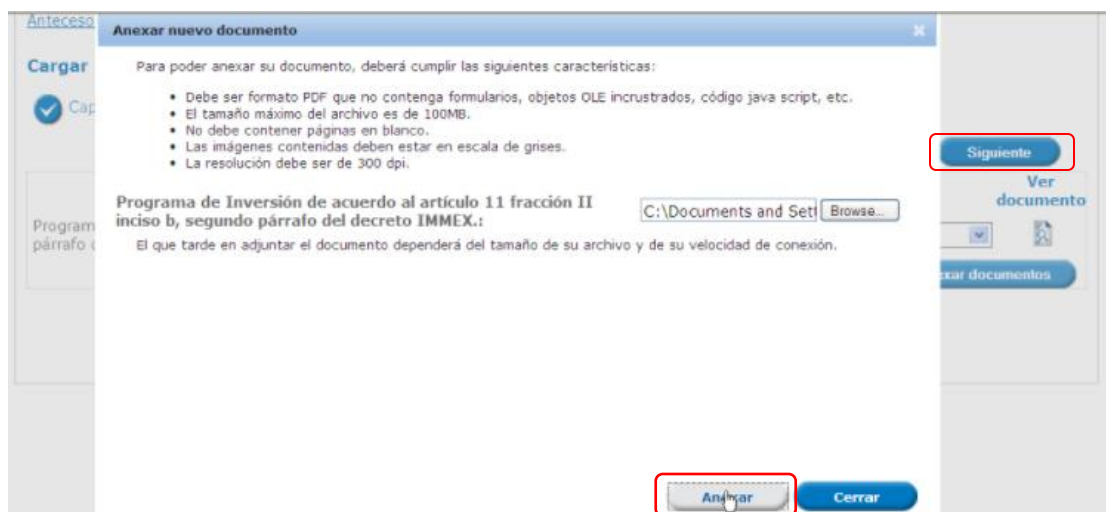 Anteceso
Anexar nuevo documento
Cargar
Para poder anexar su documento, deberá cumplir las siguientes características:
Cap
• Debe ser formato PDF que no contenga formularios, objetos OLE incrustrados, código java script, etc.
• El tamaño máximo del archivo es de 100MB.
• No debe contener páginas en blanco.
• Las imágenes contenidas deben estar en escala de grises.
• La resolución debe ser de 300 dpi.
Siguiente
Ver
documento
Programa de Inversión de acuerdo al artículo 11 fracción II
inciso b, segundo párrafo del decreto IMMEX.:
C:\Documents and Set Browse...
Program
párrafo
El que tarde en adjuntar el documento dependerá del tamaño de su archivo y de su velocidad de conexión.
xar documentos
Anexar
Cerrar